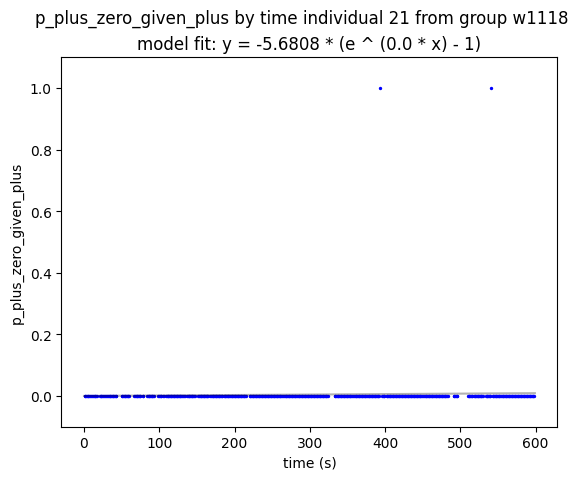 p_plus_zero_given_plus by time individual 21 from group w1118
model fit: y = -5.6808 * (e ^ (0.0 * x) - 1)
1.0
0.8
0.6
0.4
0.2
0.0
p_plus_zero_given_plus
0 100 200 300 400 500 600
time (s)